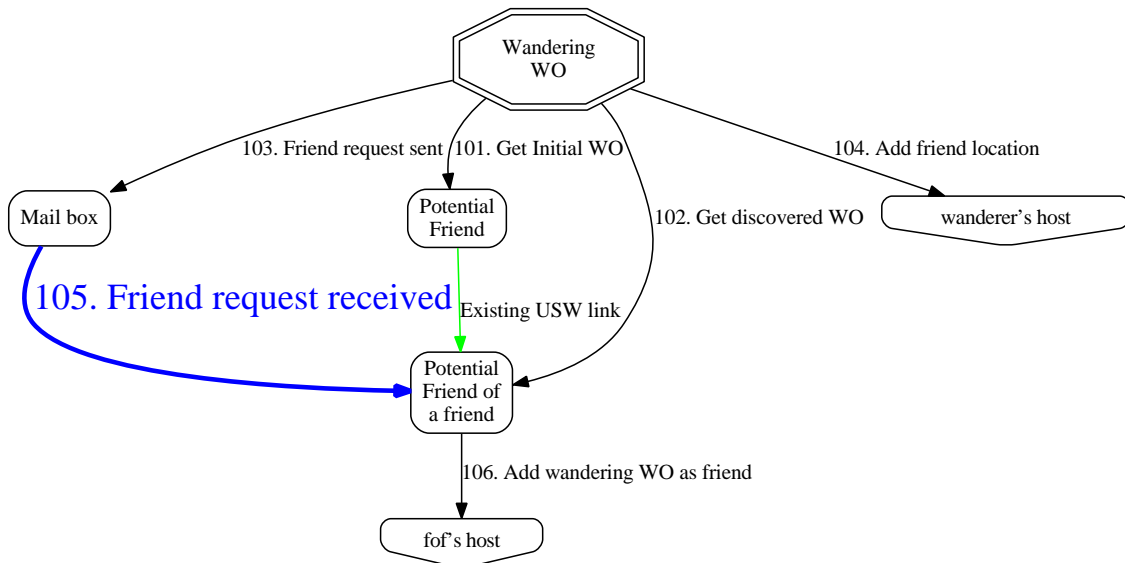 Wandering
WO
103. Friend request sent
101. Get Initial WO
104. Add friend location
Mail box
Potential
Friend
102. Get discovered WO
wanderer's host
105. Friend request received
Existing USW link
Potential
Friend of
a friend
106. Add wandering WO as friend
fof's host